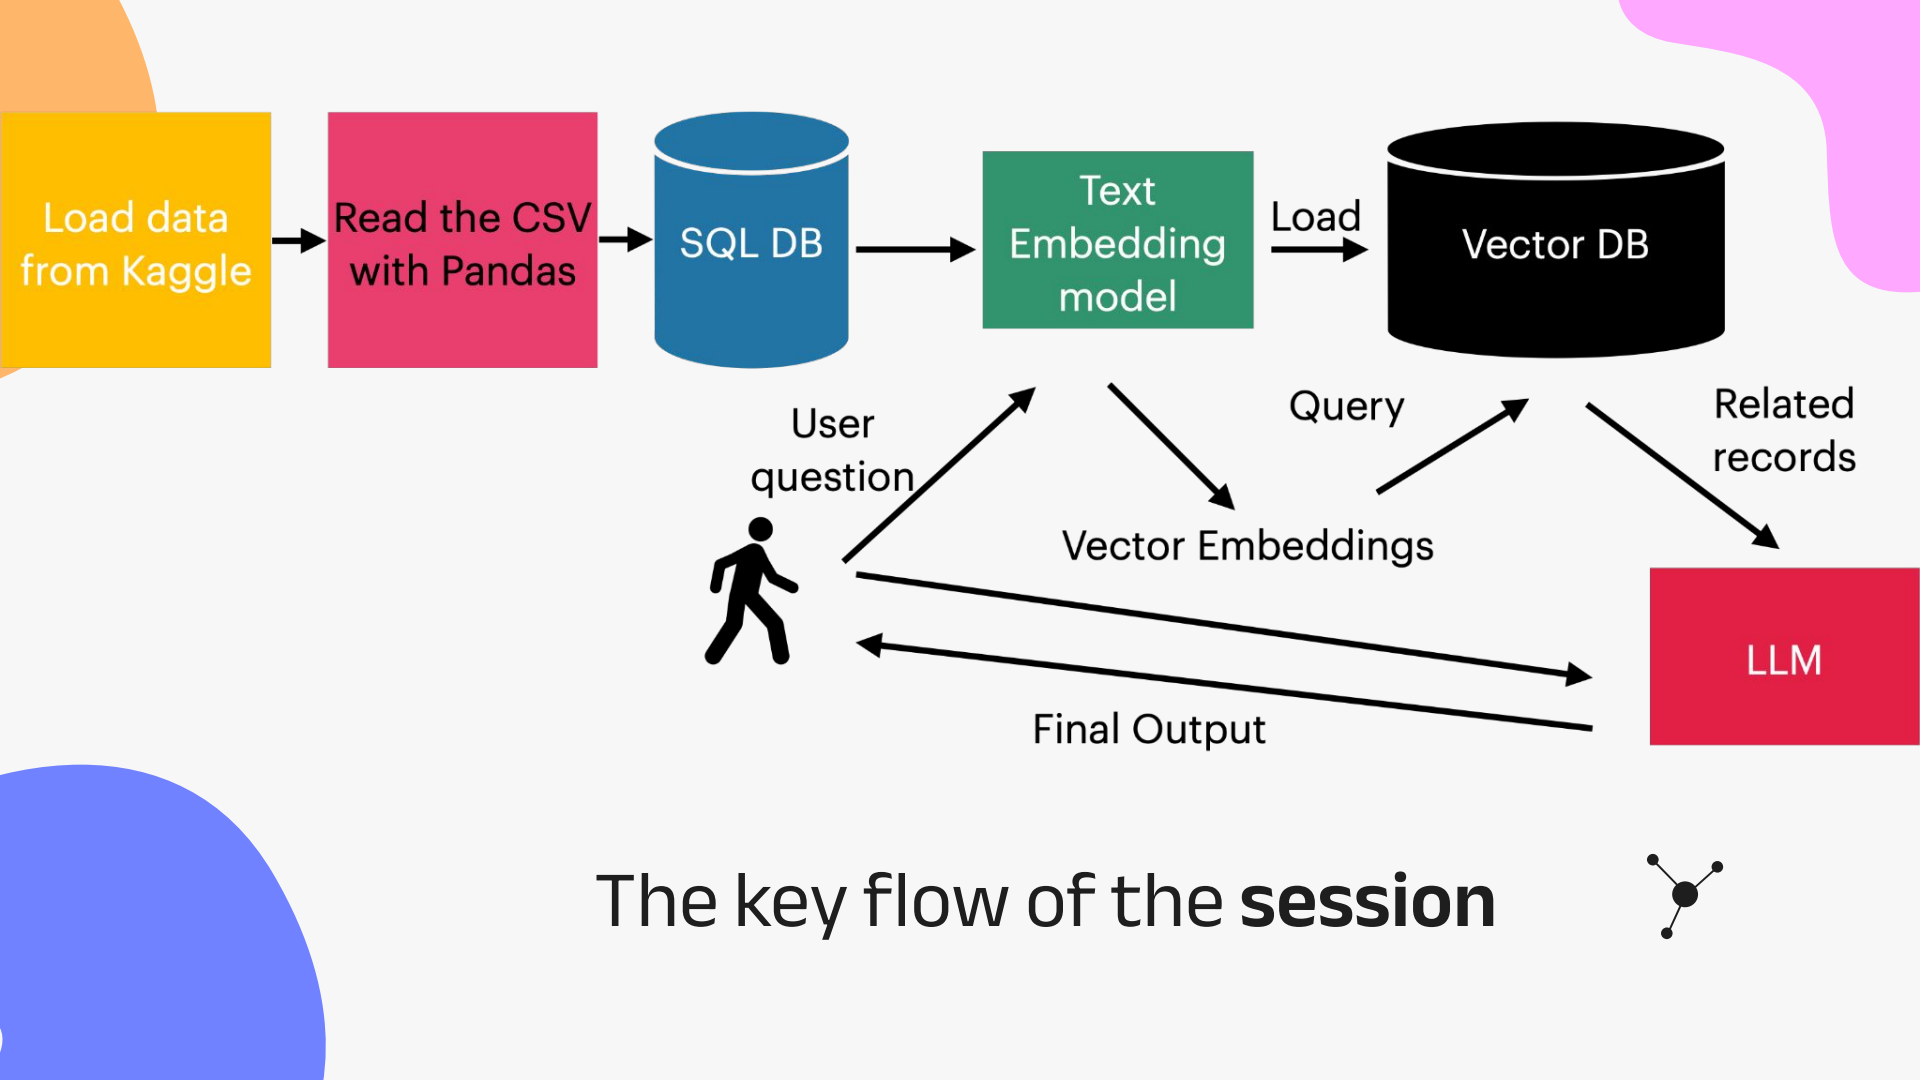 Load data
from Kaggle
Read the CSV
with Pandas
SQL DB
Text
Embedding
model
Load
Vector DB
User
question
Query
Related
records
Vector Embeddings
LLM
Final Output
The key flow of the session